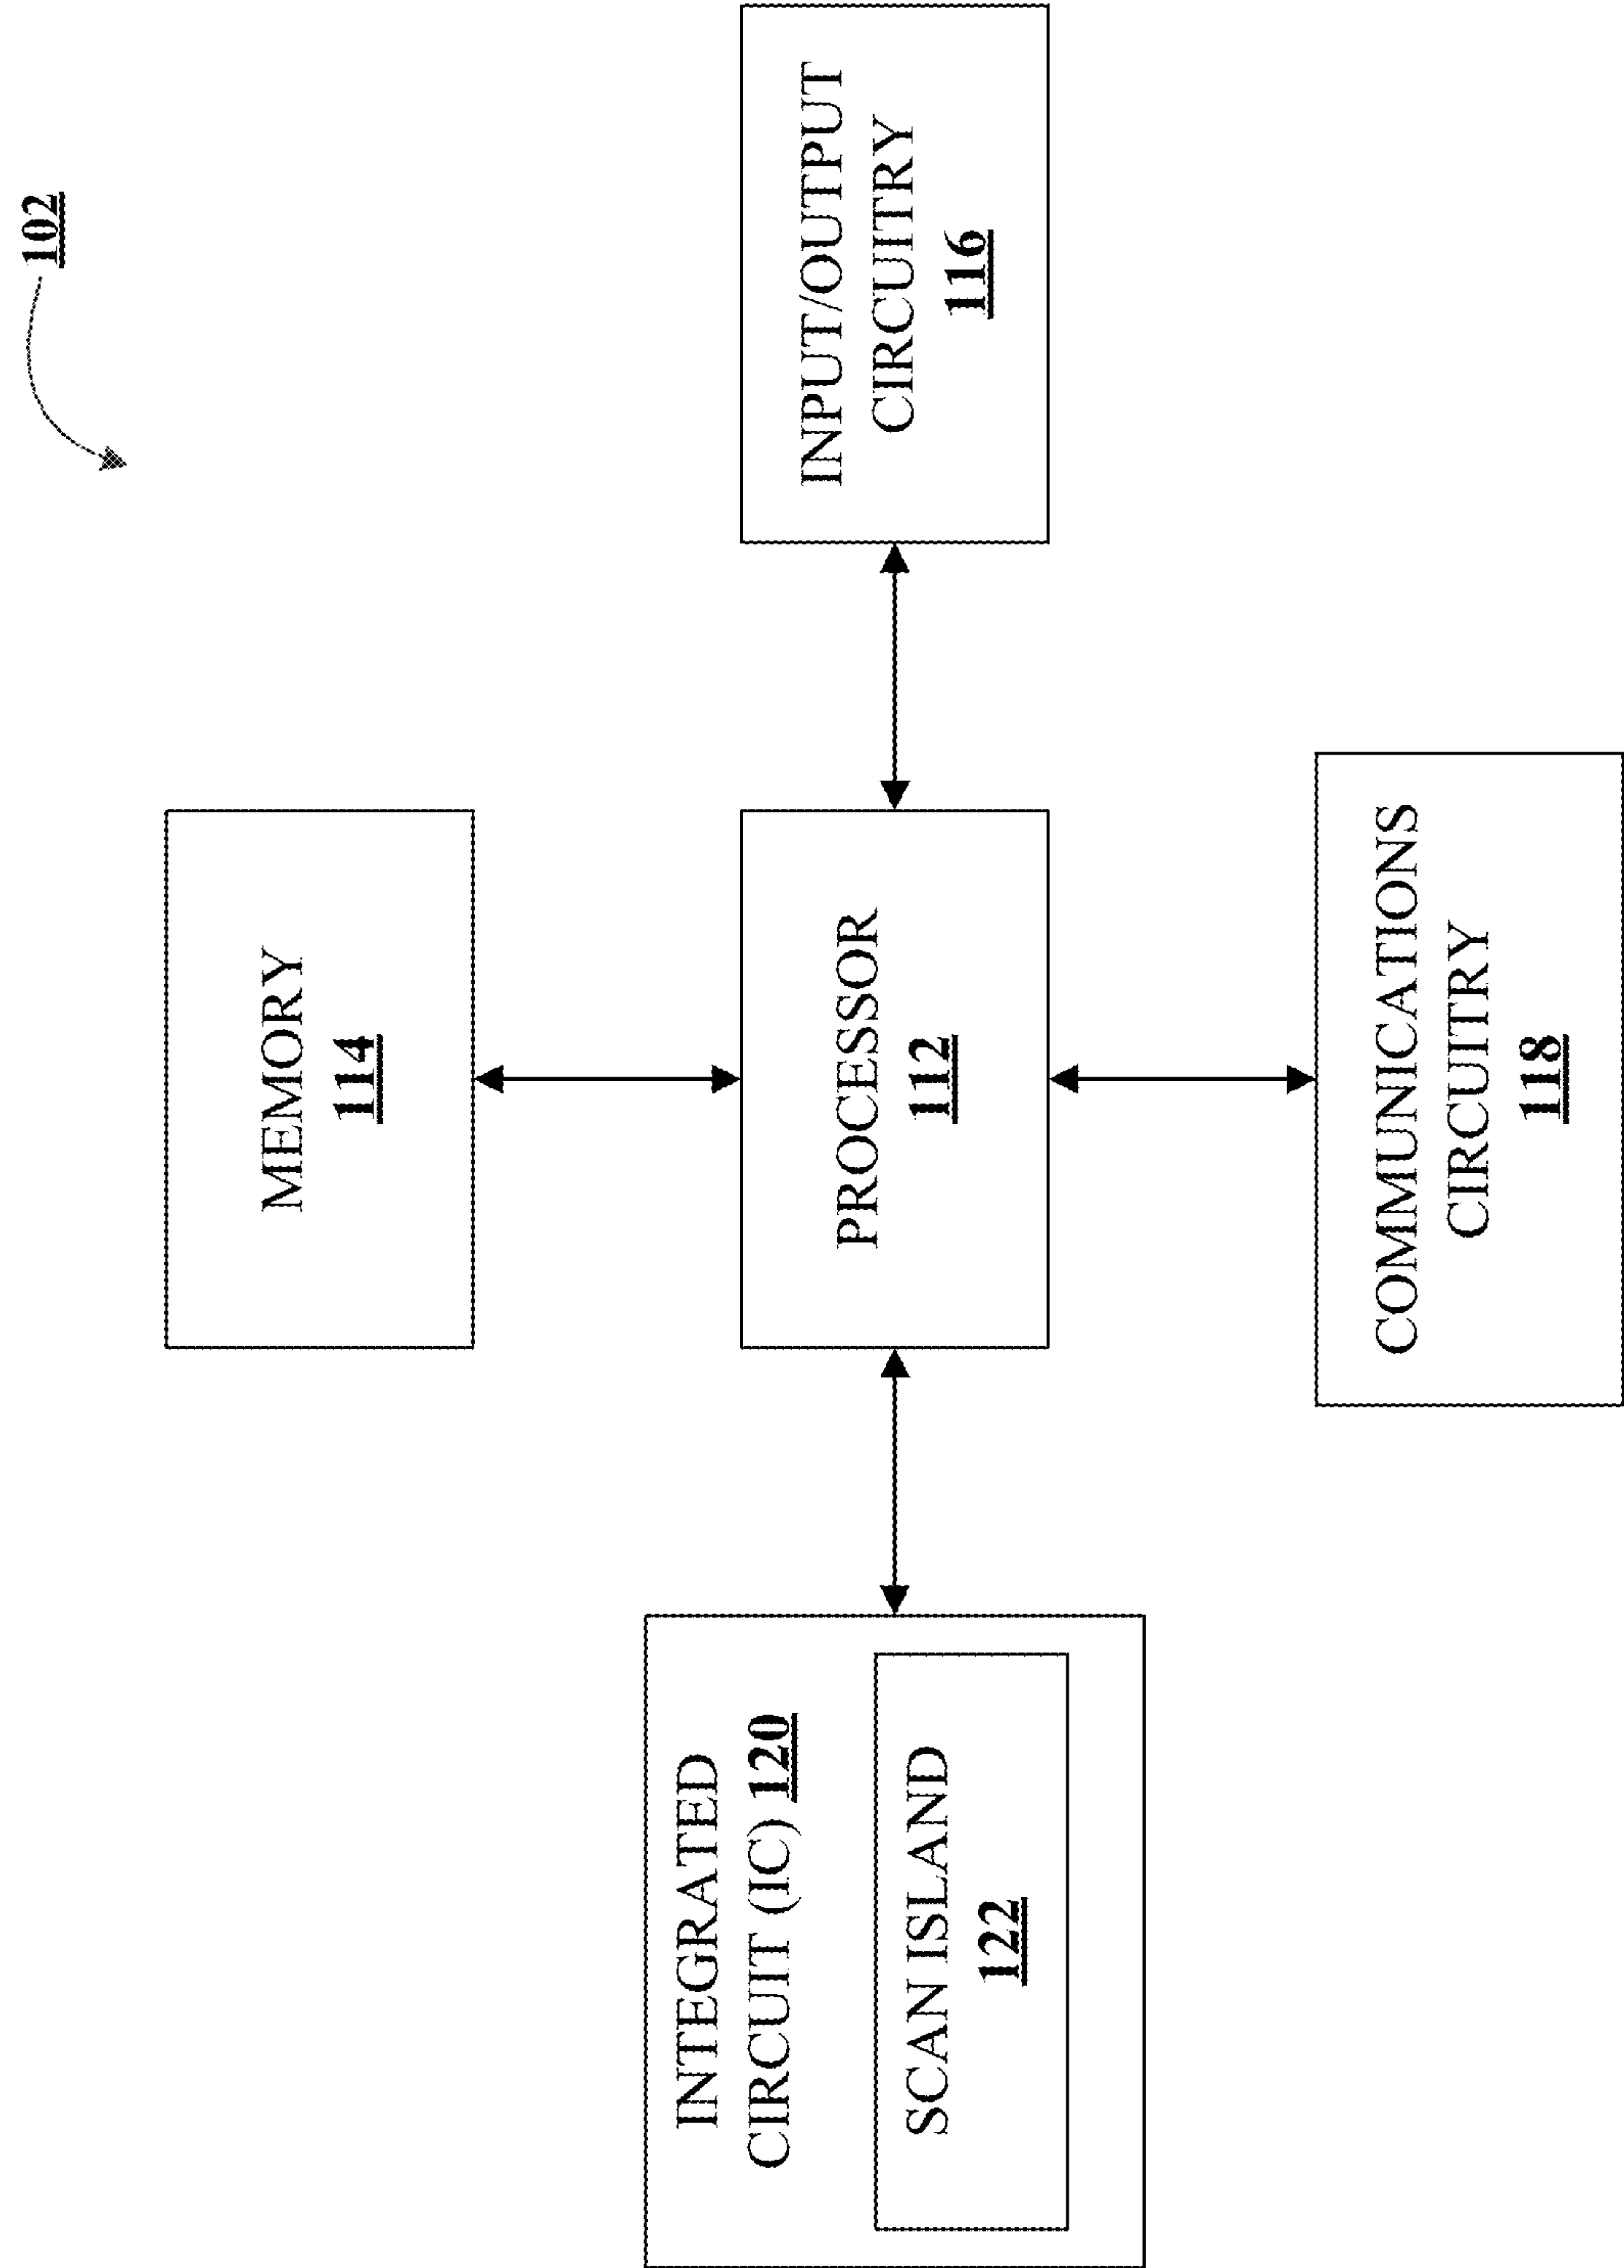 102
MEMORY
114
INTEGRATED
CIRCUIT (IC) 120
SCAN ISLAND
122
PROCESSOR
112
INPUT/OUTPUT
CIRCUITRY
116
COMMUNICATIONS
CIRCUITRY
118